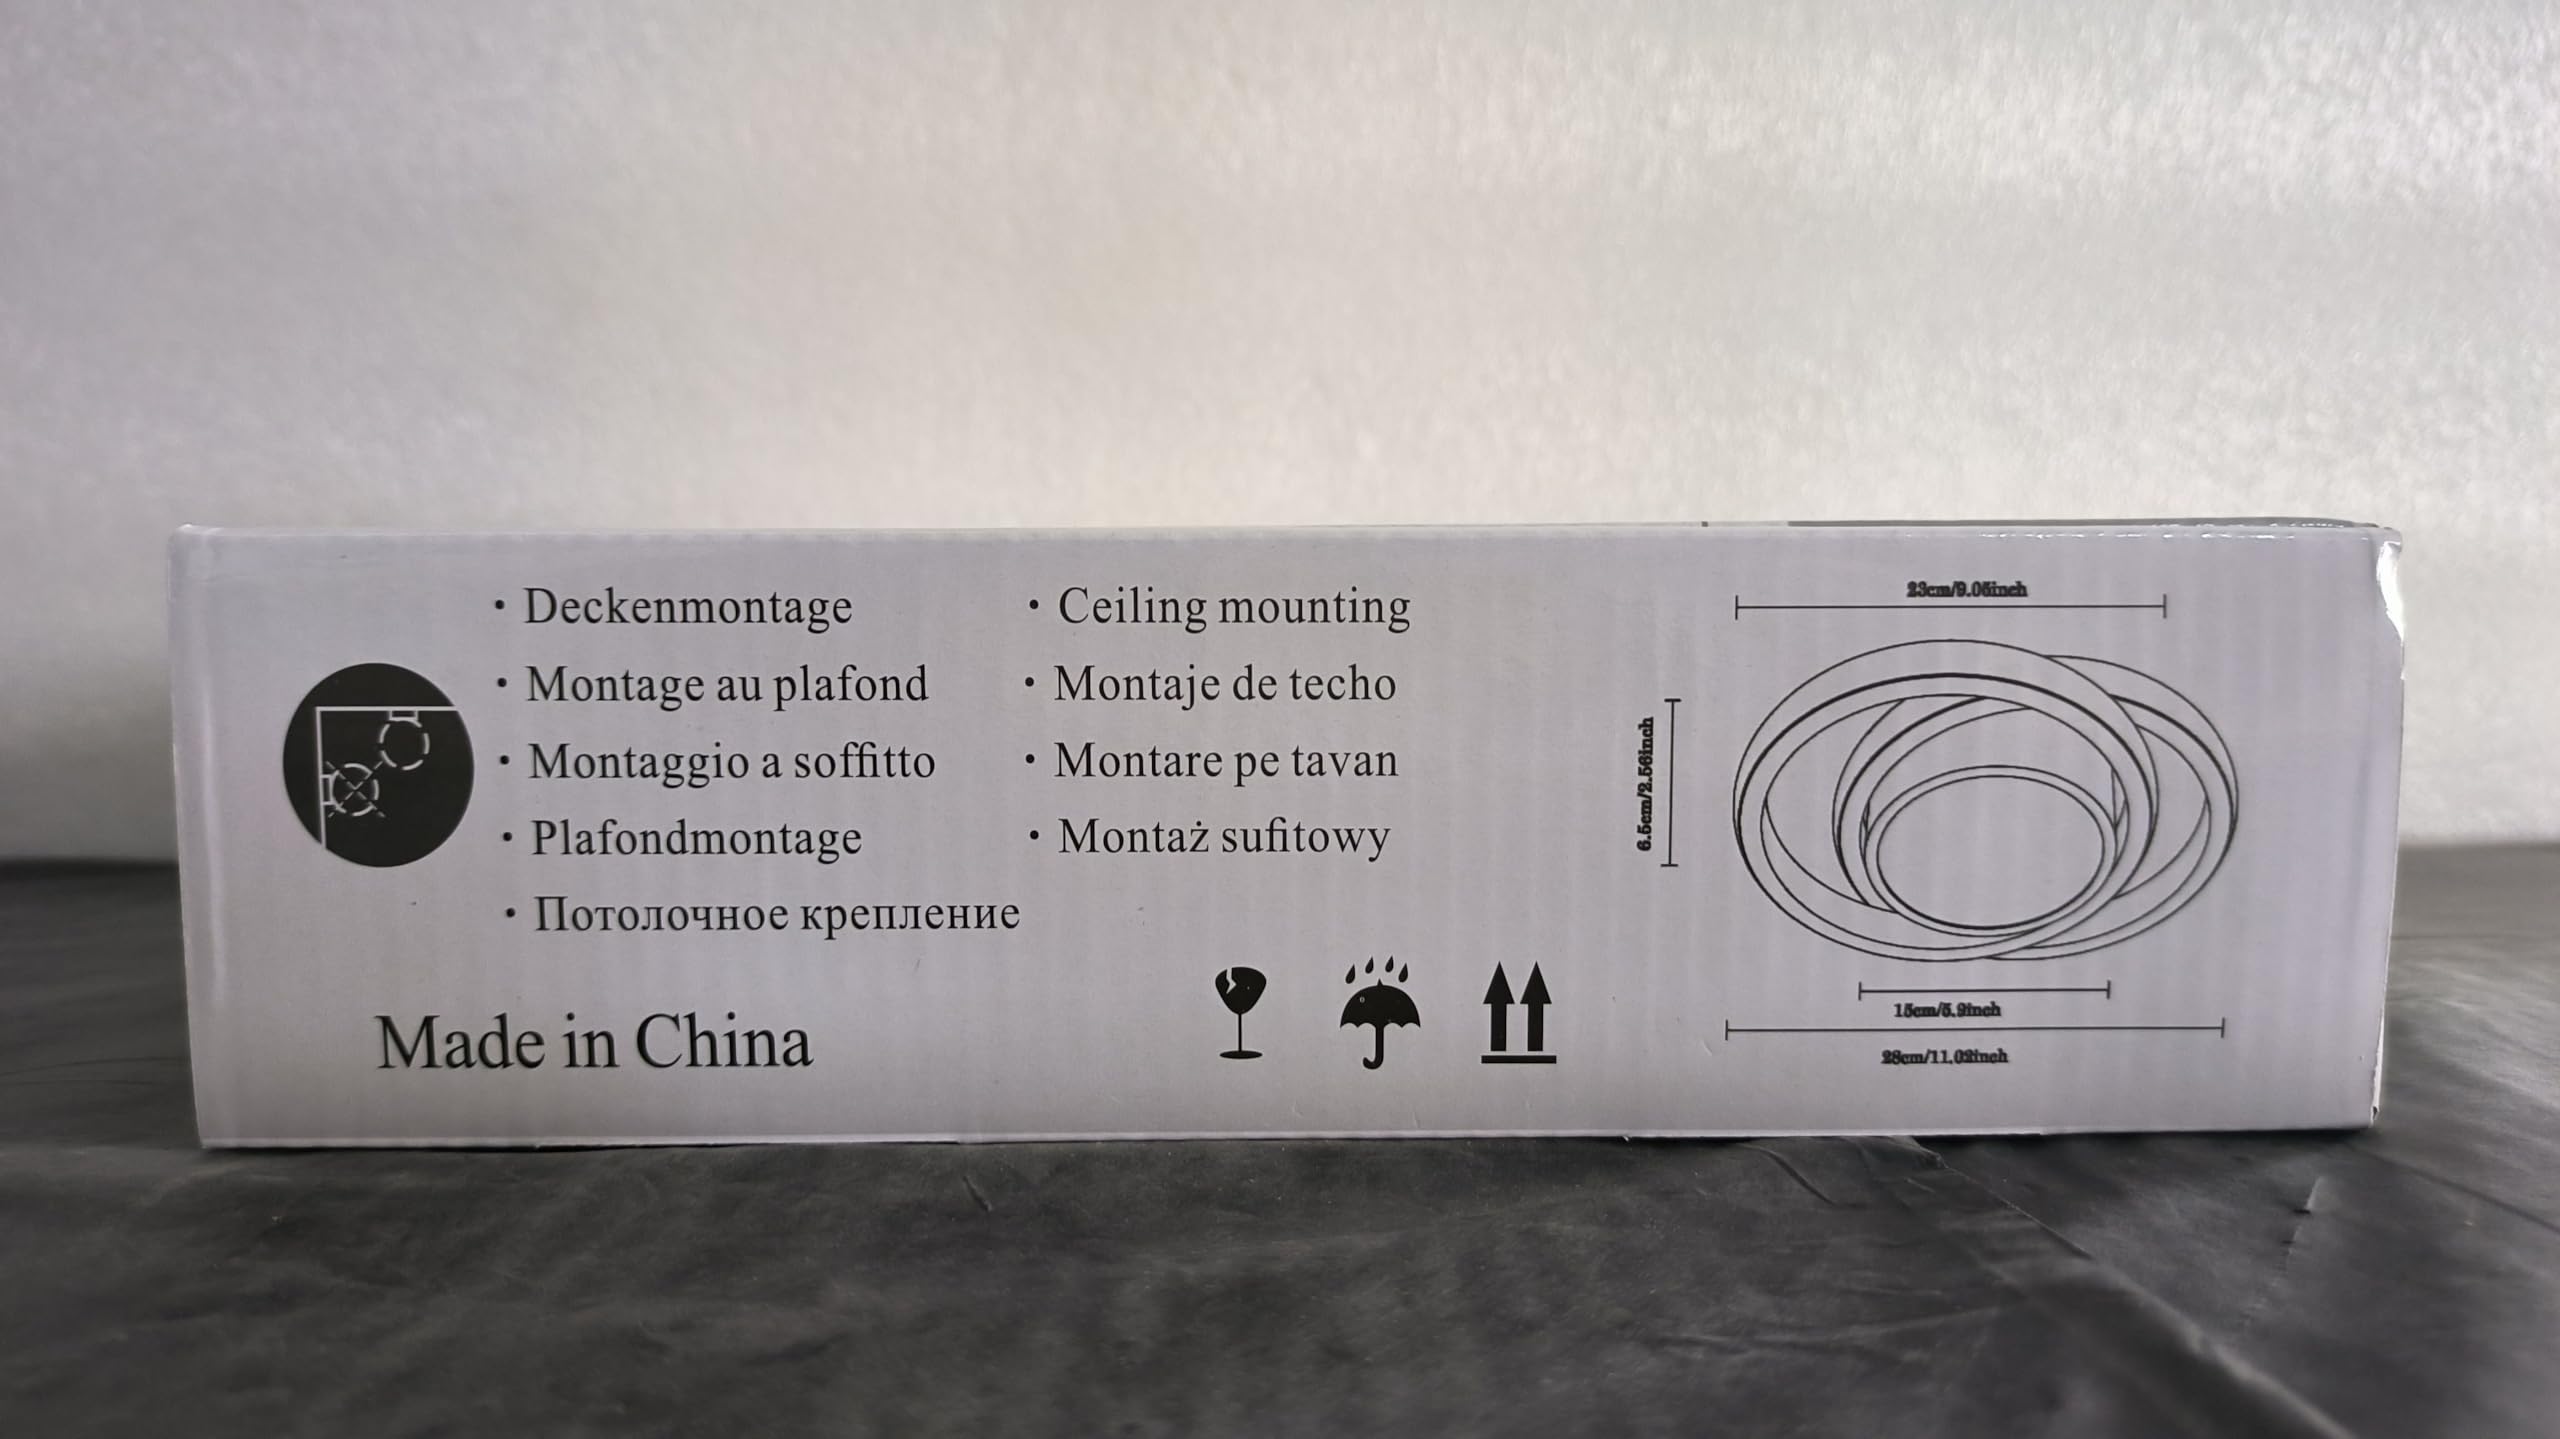 · Deckenmontage
· Montage au plafond
· Montaggio a soffitto
· Plafondmontage
· Потолочное крепление
· Ceiling mounting
· Montaje de techo
· Montare pe tavan
· Montaż sufitowy
Made in China
23cm/9.05inch
6.5cm/2.56inch
15cm/5.9inch
28cm/11.02inch